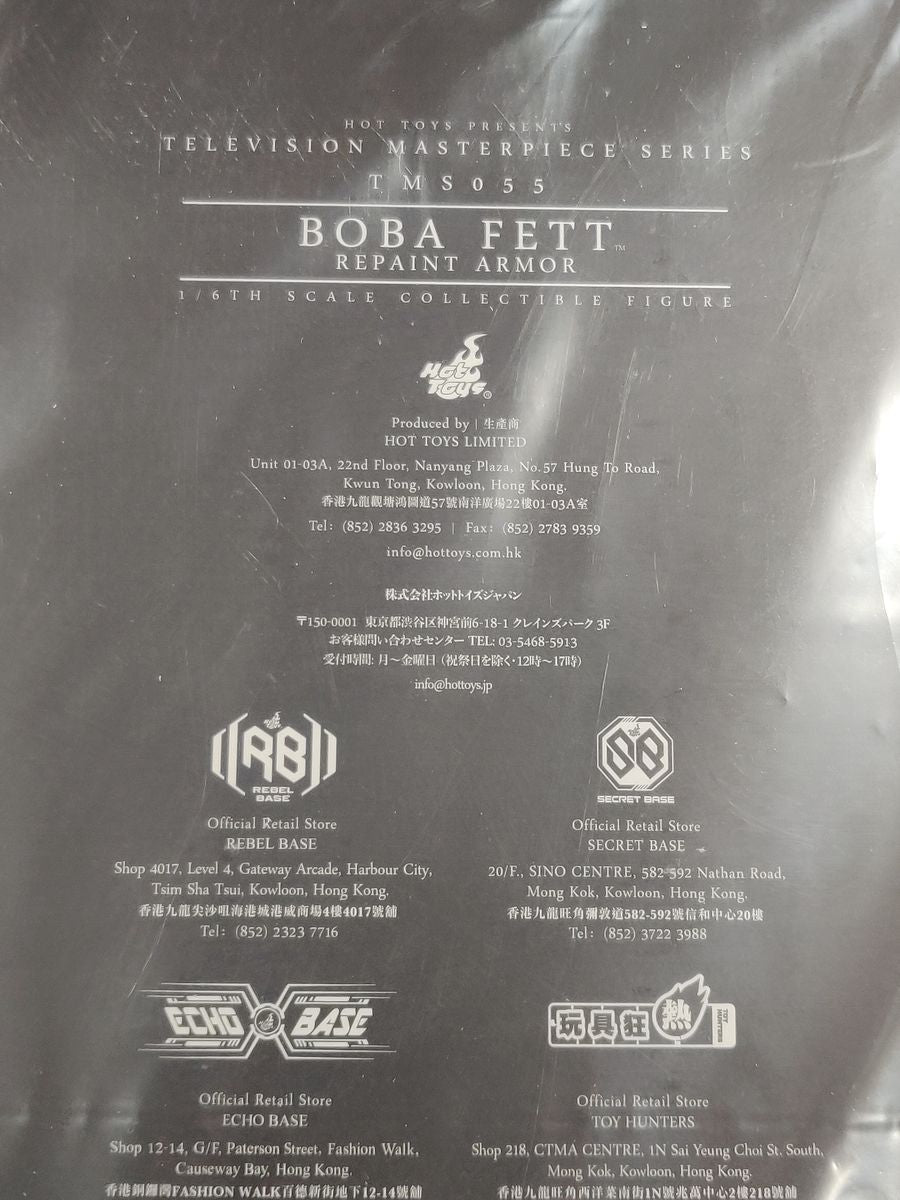 HOT TOYS PRESENTS
TELEVISION MASTERPIECE SERIES
TMS055
BOBA FETT™
REPAINT ARMOR
1/6TH SCALE COLLECTIBLE FIGURE
Hot Toys®
Produced by | 生產商
HOT TOYS LIMITED
Unit 01-03A, 22nd Floor, Nanyang Plaza, No.57 Hung To Road,
Kwun Tong, Kowloon, Hong Kong.
香港九龍觀塘鴻圖道57號南洋廣場22樓01-03A室
Tel: (852) 2836 3295 | Fax: (852) 2783 9359
info@hottoys.com.hk
株式会社ホットトイズジャパン
〒150-0001 東京都渋谷区神宮前6-18-1 クレインズパーク 3F
お客様問い合わせセンター TEL: 03-5468-5913
受付時間: 月～金曜日 (祝祭日を除く・12時～17時)
info@hottoys.jp
RB
REBEL
BASE
Official Retail Store
REBEL BASE
Shop 4017, Level 4, Gateway Arcade, Harbour City,
Tsim Sha Tsui, Kowloon, Hong Kong.
香港九龍尖沙咀海港城港威商場4樓4017號舖
Tel: (852) 2323 7716
SB
SECRET BASE
Official Retail Store
SECRET BASE
20/F., SINO CENTRE, 582-592 Nathan Road,
Mong Kok, Kowloon, Hong Kong.
香港九龍旺角彌敦道582-592號信和中心20樓
Tel: (852) 3722 3988
ECHO BASE
Official Retail Store
ECHO BASE
Shop 12-14, G/F, Paterson Street, Fashion Walk,
Causeway Bay, Hong Kong.
香港銅鑼灣FASHION WALK百德新街地下12-14號舖
玩具狂熱
TOY HUNTERS
Official Retail Store
TOY HUNTERS
Shop 218, CTMA CENTRE, 1N Sai Yeung Choi St. South,
Mong Kok, Kowloon, Hong Kong.
香港九龍旺角西洋菜南街1N號兆萬中心2樓218號舖